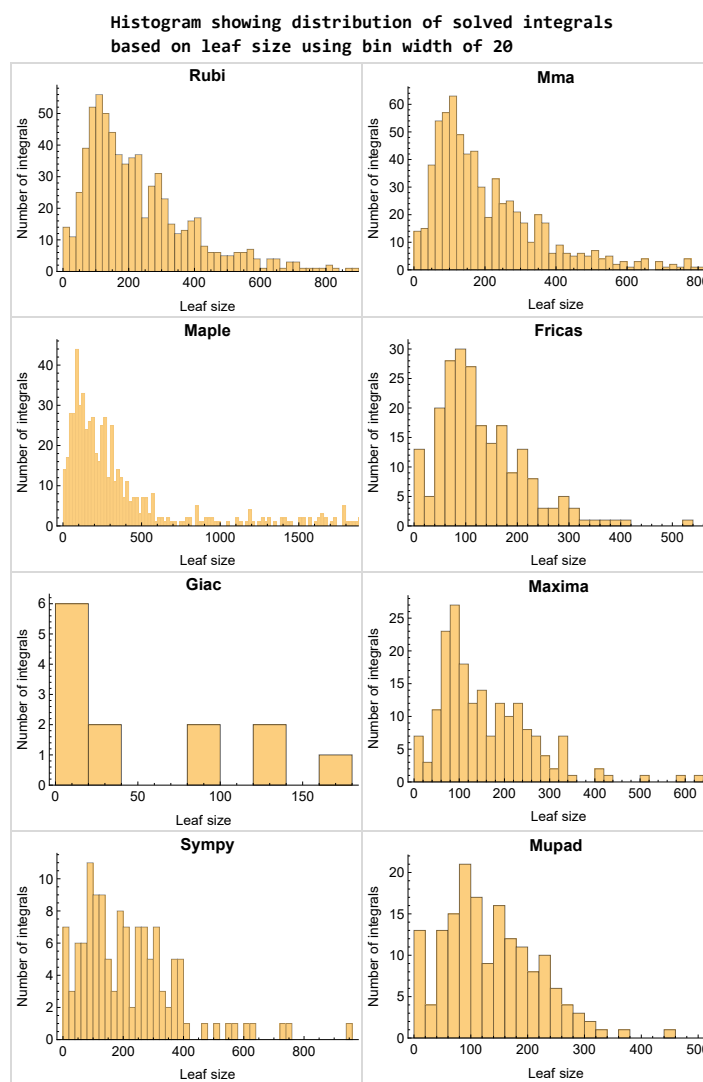 Histogram showing distribution of solved integrals
based on leaf size using bin width of 20
Rubi
Number of integrals
50
40
30
20
10
0
0 200 400 600 800
Leaf size
Mma
Number of integrals
60
50
40
30
20
10
0
0 200 400 600 800
Leaf size
Maple
Number of integrals
40
30
20
10
0
0 500 1000 1500
Leaf size
Fricas
Number of integrals
30
25
20
15
10
5
0
0 100 200 300 400 500
Leaf size
Giac
Number of integrals
6
5
4
3
2
1
0
0 50 100 150
Leaf size
Maxima
Number of integrals
25
20
15
10
5
0
0 100 200 300 400 500 600
Leaf size
Sympy
Number of integrals
10
8
6
4
2
0
0 200 400 600 800
Leaf size
Mupad
Number of integrals
20
15
10
5
0
0 100 200 300 400 500
Leaf size